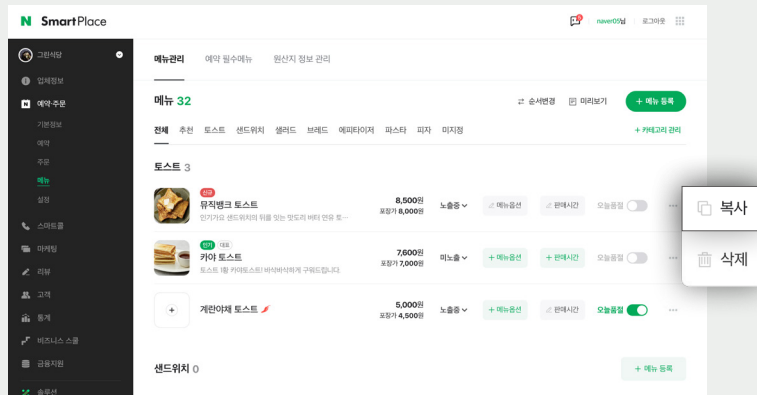 N SmartPlace
naver05님 로그아웃
그린식당
업체정보
N 예약·주문
기본정보
예약
주문
메뉴
설정
스마트콜
마케팅
리뷰
고객
통계
비즈니스 스쿨
금융지원
솔루션
메뉴관리 예약 필수메뉴 원산지 정보 관리
메뉴 32 순서변경 미리보기 + 메뉴 등록
전체 추천 토스트 샌드위치 샐러드 브레드 에피타이저 파스타 피자 미지정 + 카테고리 관리
토스트 3
신규
뮤직뱅크 토스트
인기가요 샌드위치의 뒤를 잇는 맛도리 버터 연유 토…
8,500원
포장가 8,000원
노출중 메뉴옵션 판매시간 오늘품절 ···
인기 대표
카야 토스트
토스트 1황 카야토스트! 바삭바삭하게 구워드립니다.
7,600원
포장가 7,000원
미노출 + 메뉴옵션 + 판매시간 오늘품절
+ 계란야채 토스트
5,000원
포장가 4,500원
노출중 + 메뉴옵션 판매시간 오늘품절 ···
샌드위치 0 + 메뉴 등록
복사
삭제